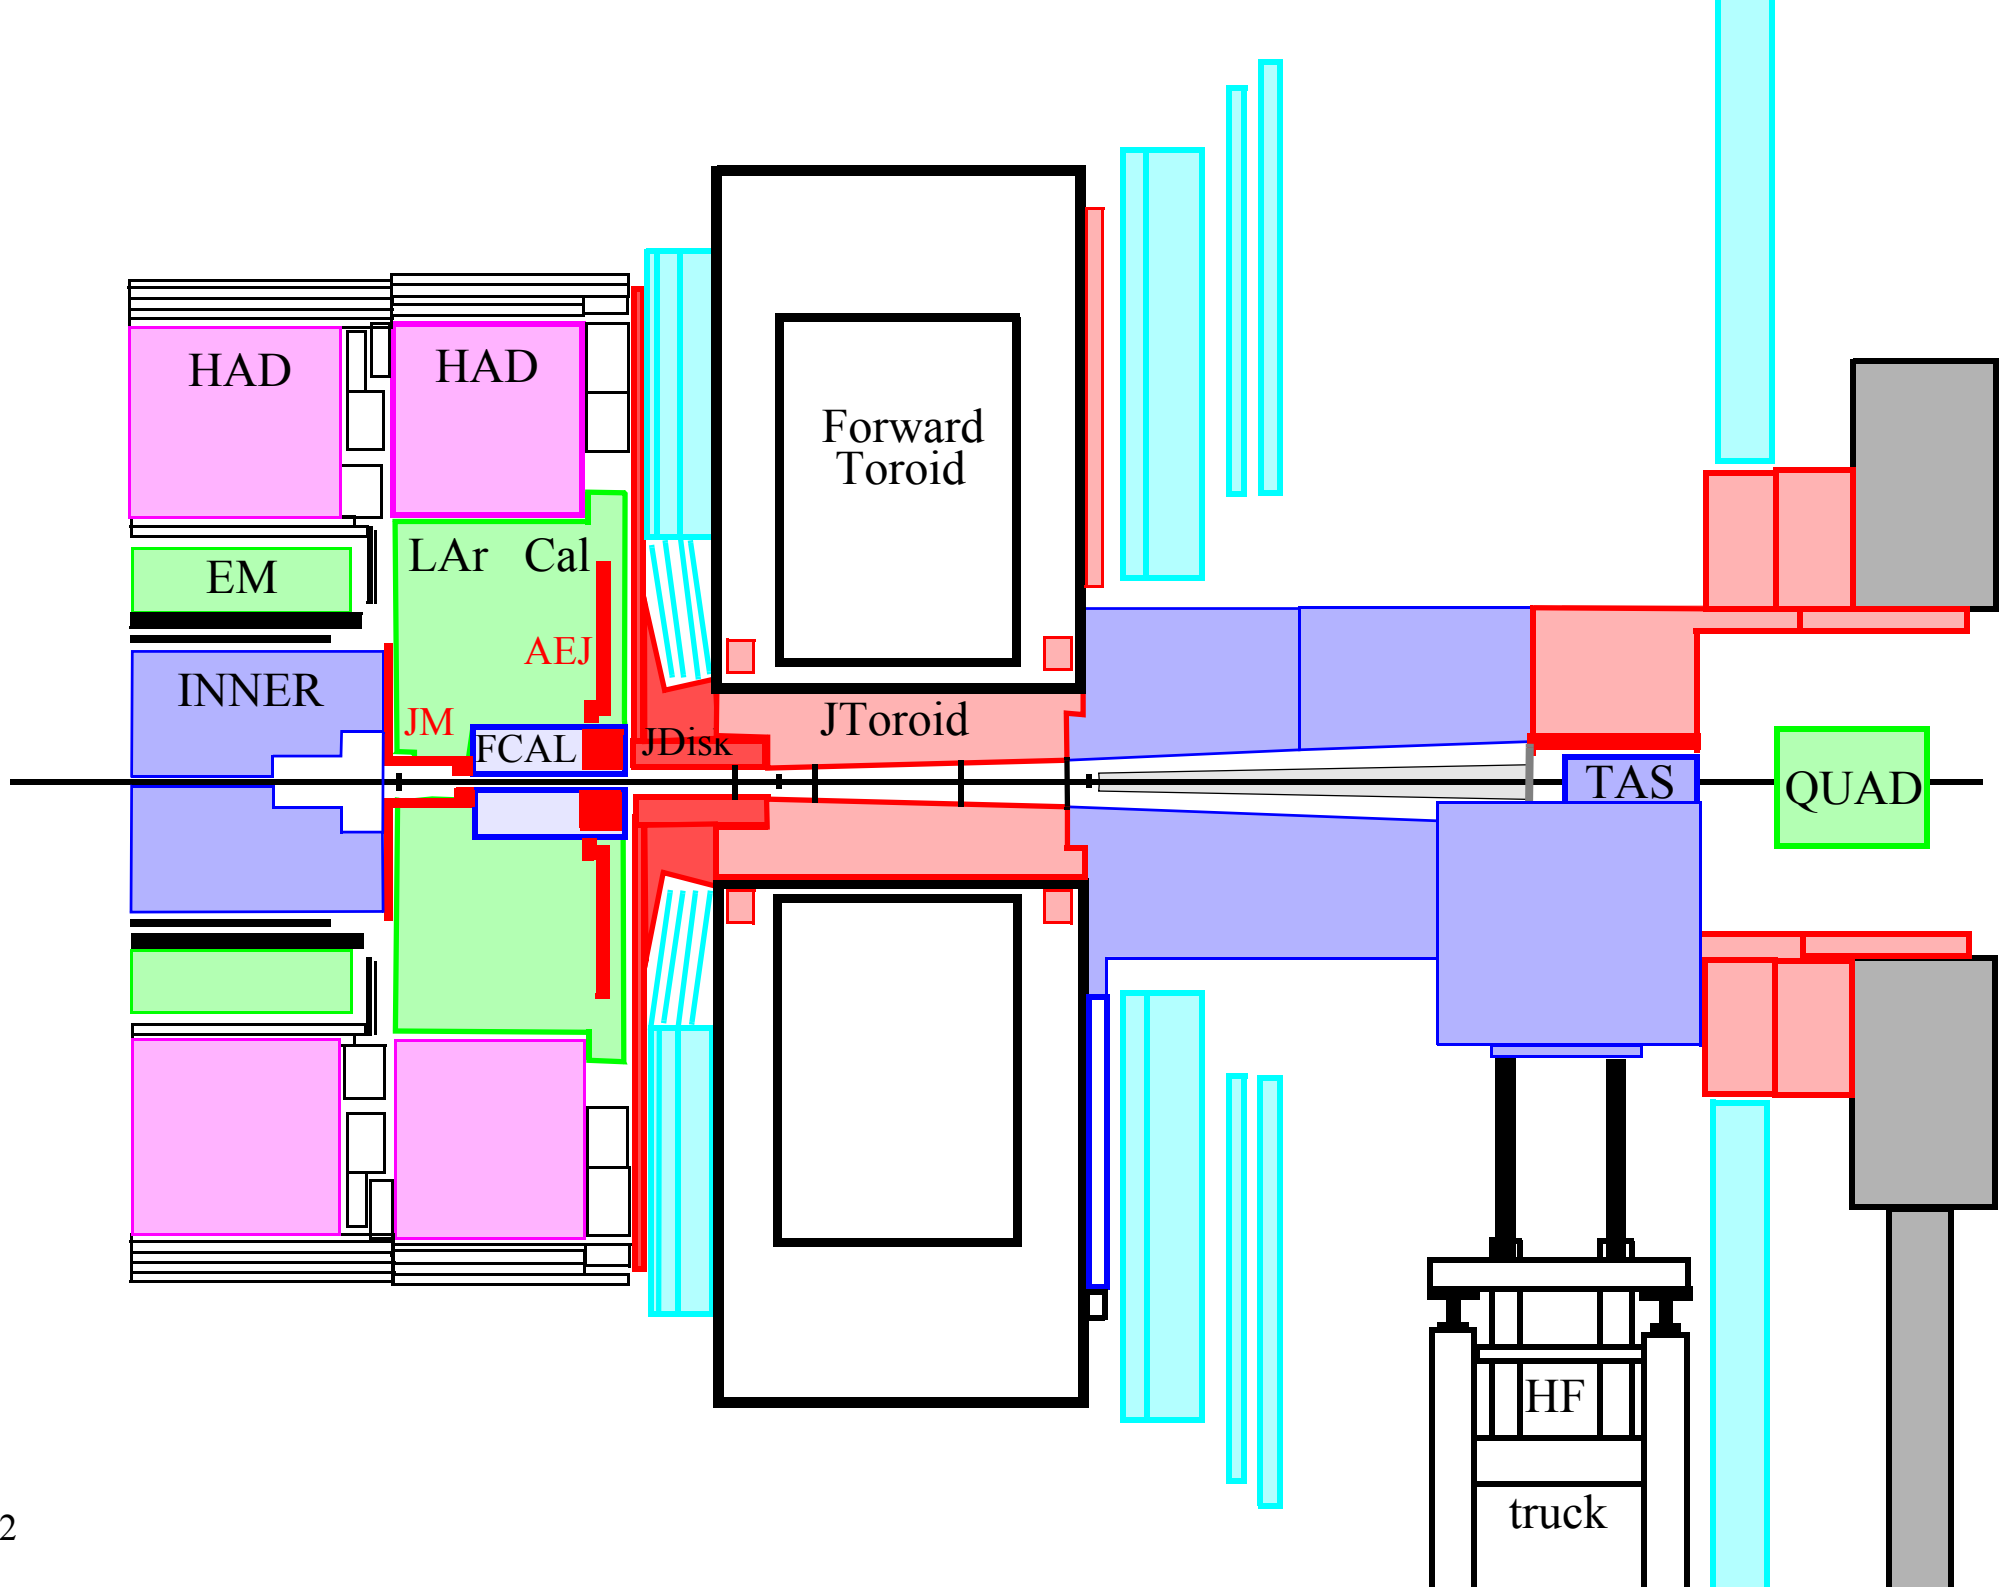 HAD
HAD
Forward
Toroid
LAr Cal
EM
AEJ
INNER
JM
JToroid
FCAL
JDisk
TAS
QUAD
HF
truck
2